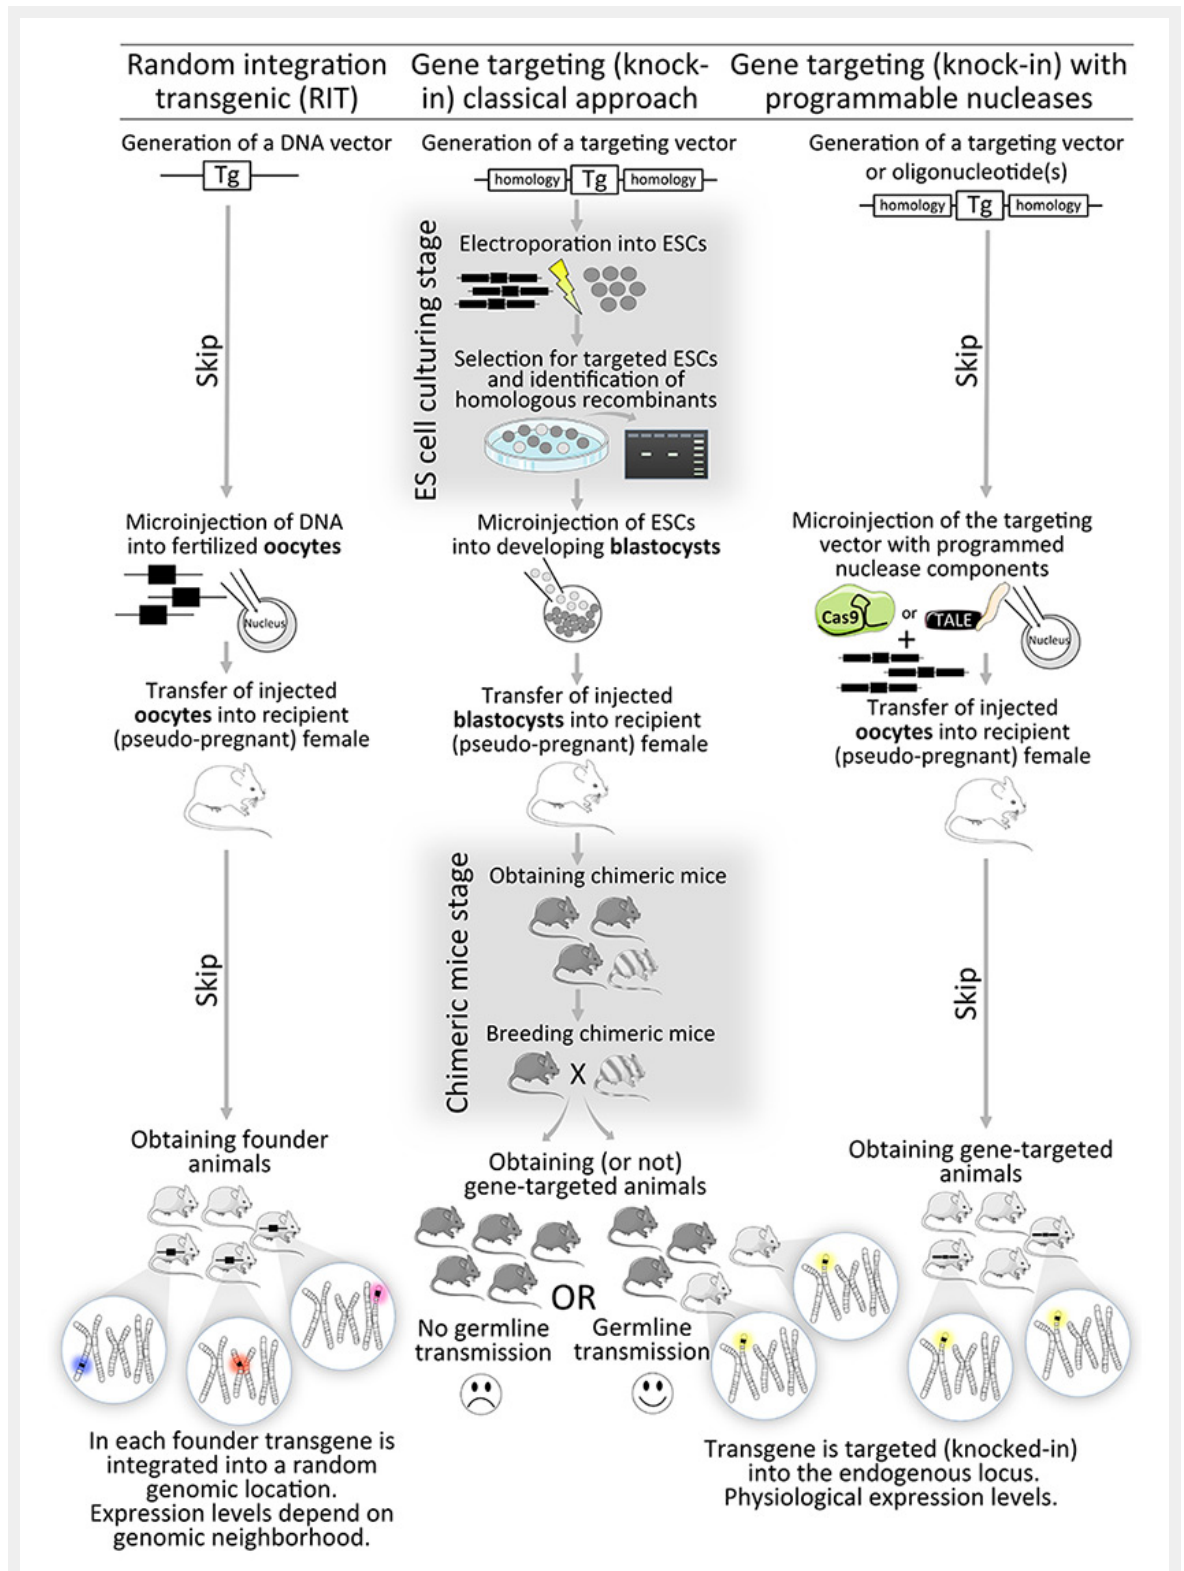 Random integration
transgenic (RIT)
Gene targeting (knock-
in) classical approach
Gene targeting (knock-in) with
programmable nucleases
Generation of a DNA vector
Tg
Skip
Microinjection of DNA
into fertilized oocytes
Nucleus
Transfer of injected
oocytes into recipient
(pseudo-pregnant) female
Skip
Obtaining founder
animals
In each founder transgene is
integrated into a random
genomic location.
Expression levels depend on
genomic neighborhood.
Generation of a targeting vector
homology Tg homology
ES cell culturing stage
Electroporation into ESCs
Selection for targeted ESCs
and identification of
homologous recombinants
Microinjection of ESCs
into developing blastocysts
Transfer of injected
blastocysts into recipient
(pseudo-pregnant) female
Chimeric mice stage
Obtaining chimeric mice
Breeding chimeric mice
X
Obtaining (or not)
gene-targeted animals
OR
No germline
transmission
Germline
transmission
Generation of a targeting vector
or oligonucleotide(s)
homology Tg homology
Skip
Microinjection of the targeting
vector with programmed
nuclease components
Cas9 or TALE
+
Nucleus
Transfer of injected
oocytes into recipient
(pseudo-pregnant) female
Skip
Obtaining gene-targeted
animals
Transgene is targeted (knocked-in)
into the endogenous locus.
Physiological expression levels.